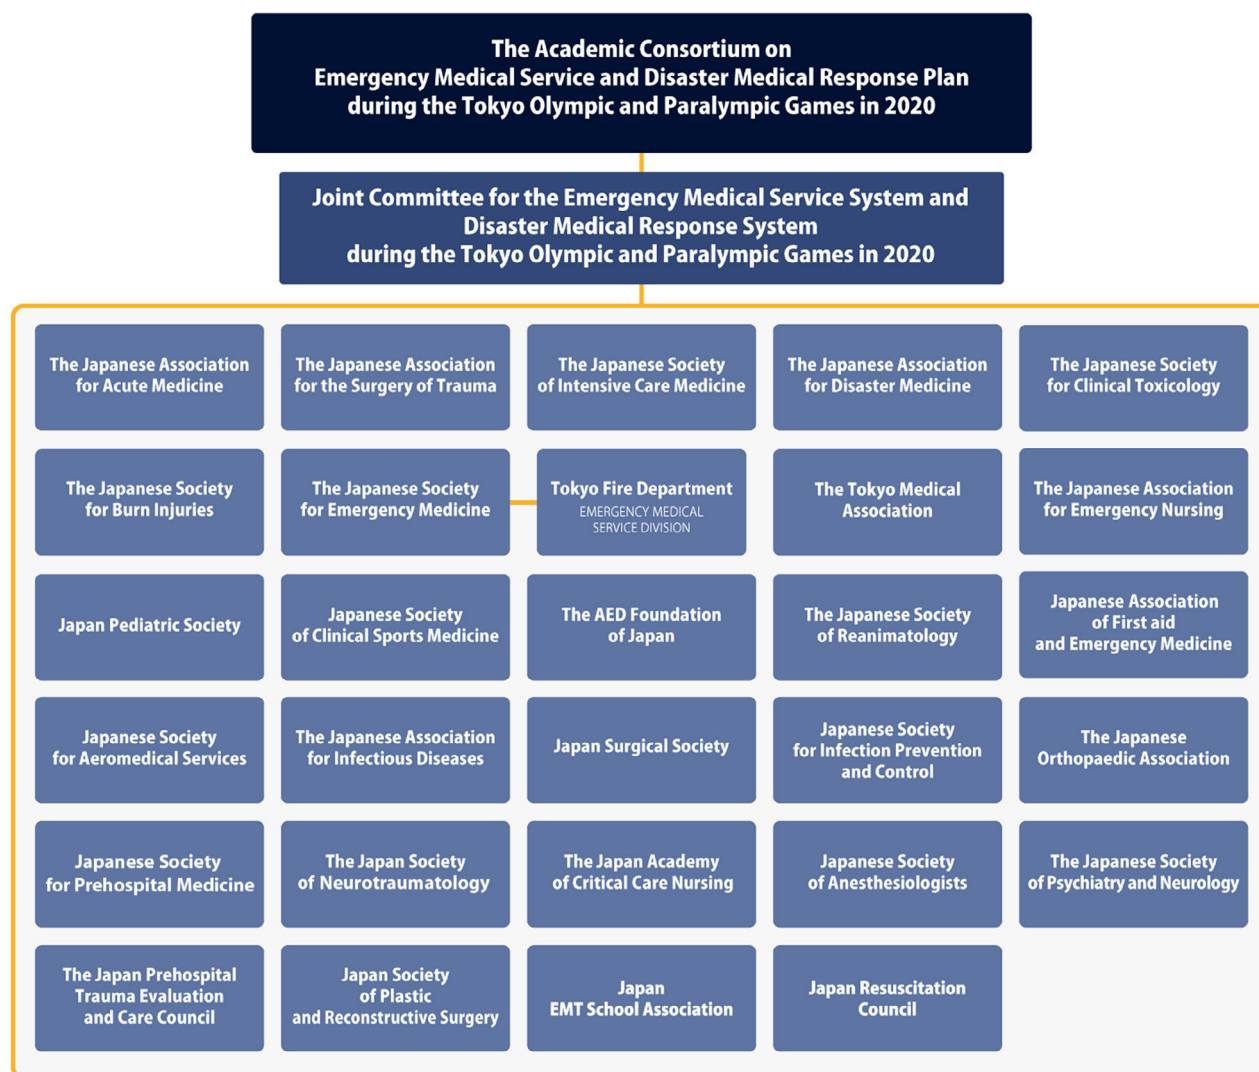 The Academic Consortium on
Emergency Medical Service and Disaster Medical Response Plan
during the Tokyo Olympic and Paralympic Games in 2020
Joint Committee for the Emergency Medical Service System and
Disaster Medical Response System
during the Tokyo Olympic and Paralympic Games in 2020
The Japanese Association
for Acute Medicine
The Japanese Association
for the Surgery of Trauma
The Japanese Society
of Intensive Care Medicine
The Japanese Association
for Disaster Medicine
The Japanese Society
for Clinical Toxicology
The Japanese Society
for Burn Injuries
The Japanese Society
for Emergency Medicine
Tokyo Fire Department
EMERGENCY MEDICAL
SERVICE DIVISION
The Tokyo Medical
Association
The Japanese Association
for Emergency Nursing
Japan Pediatric Society
Japanese Society
of Clinical Sports Medicine
The AED Foundation
of Japan
The Japanese Society
of Reanimatology
Japanese Association
of First aid
and Emergency Medicine
Japanese Society
for Aeromedical Services
The Japanese Association
for Infectious Diseases
Japan Surgical Society
Japanese Society
for Infection Prevention
and Control
The Japanese
Orthopaedic Association
Japanese Society
for Prehospital Medicine
The Japan Society
of Neurotraumatology
The Japan Academy
of Critical Care Nursing
Japanese Society
of Anesthesiologists
The Japanese Society
of Psychiatry and Neurology
The Japan Prehospital
Trauma Evaluation
and Care Council
Japan Society
of Plastic
and Reconstructive Surgery
Japan
EMT School Association
Japan Resuscitation
Council